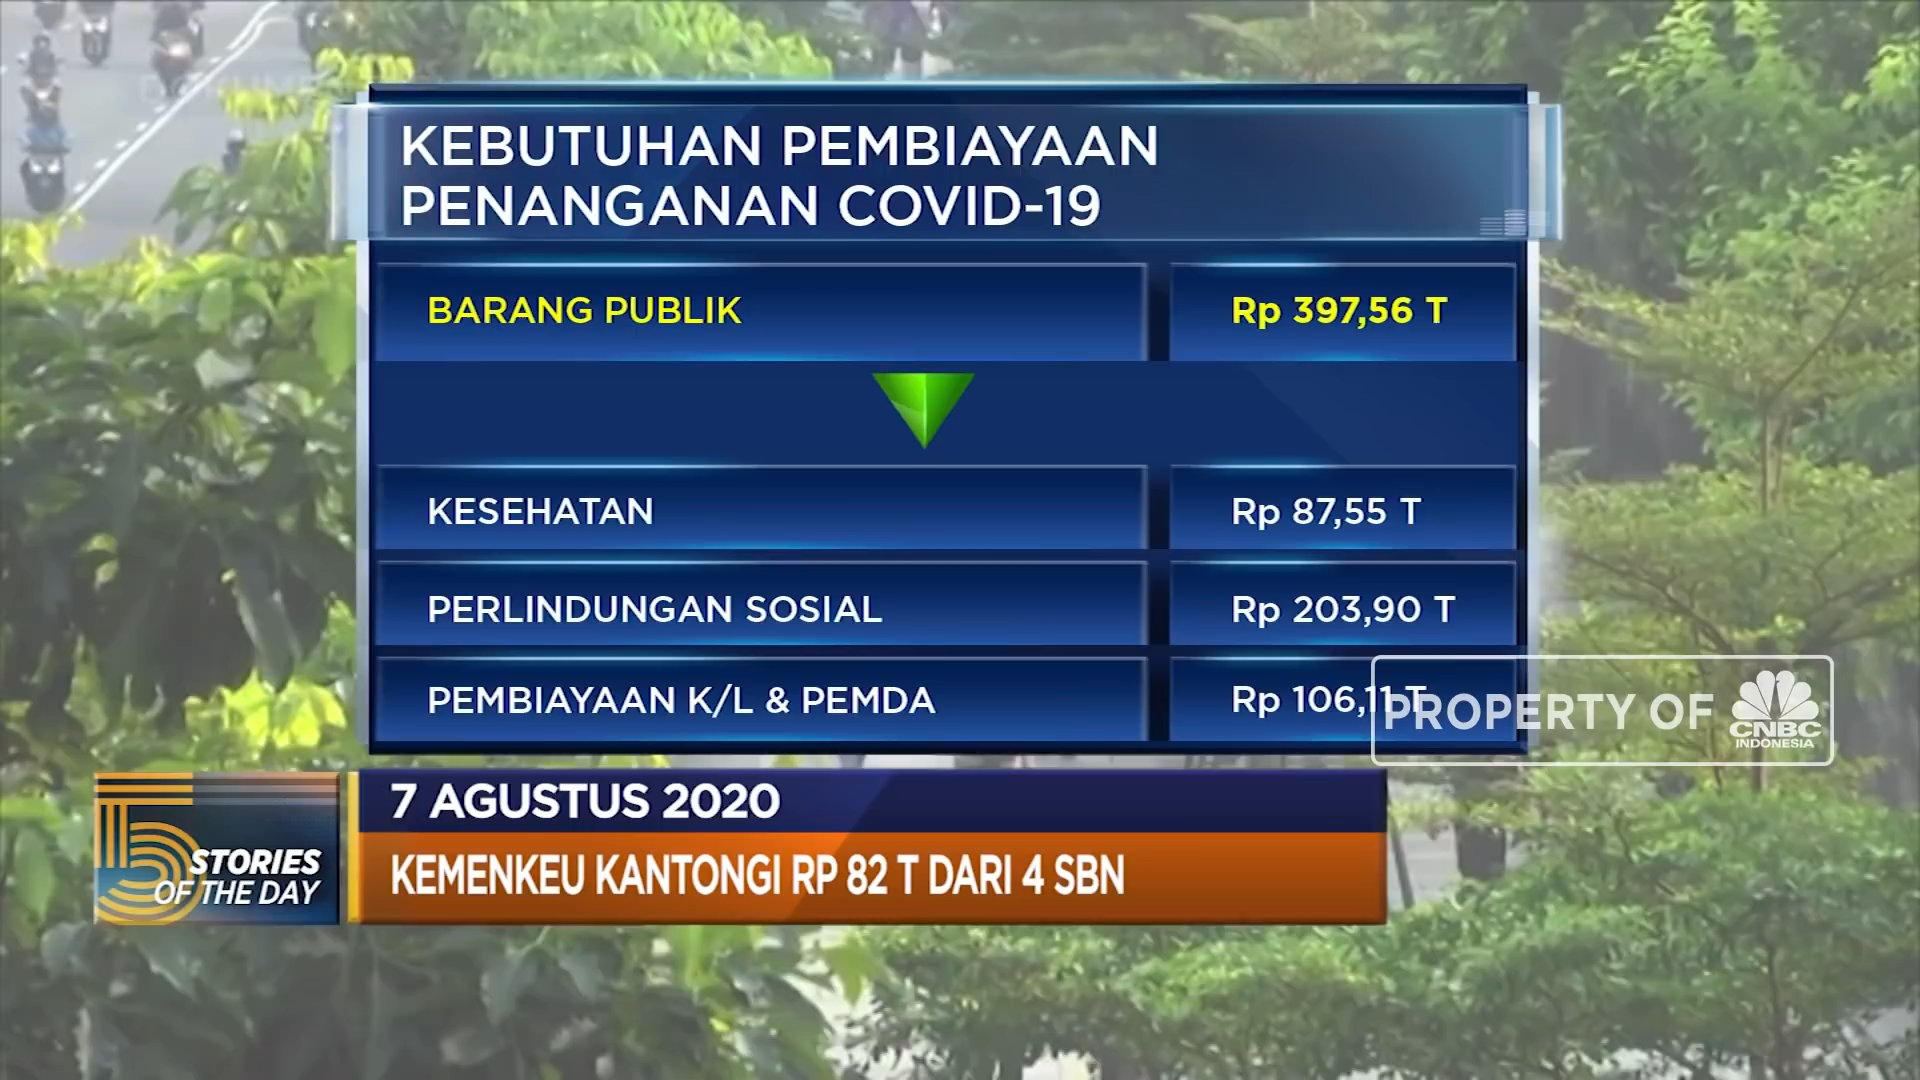 KEBUTUHAN PEMBIAYAAN
PENANGANAN COVID-19
BARANG PUBLIK Rp 397,56 T
KESEHATAN Rp 87,55 T
PERLINDUNGAN SOSIAL Rp 203,90 T
PEMBIAYAAN K/L & PEMDA Rp 106,11 T
PROPERTY OF CNBC INDONESIA
7 AGUSTUS 2020
5 STORIES
OF THE DAY
KEMENKEU KANTONGI RP 82 T DARI 4 SBN